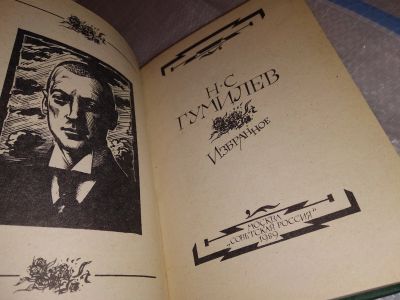 Н·С
ГУМИЛЕВ
ИЗБРАННОЕ
МОСКВА
„СОВЕТСКАЯ РОССИЯ"
1989